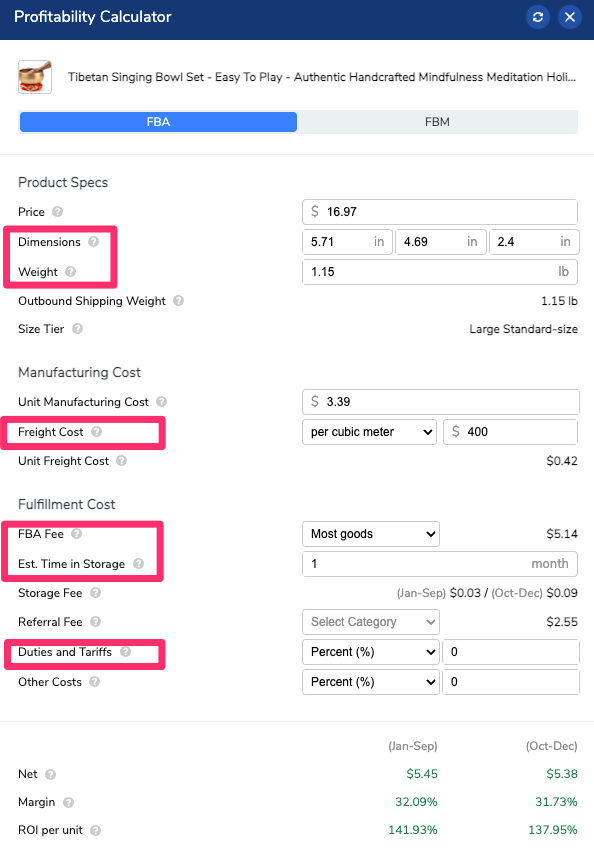 Profitability Calculator
Tibetan Singing Bowl Set - Easy To Play - Authentic Handcrafted Mindfulness Meditation Holi...
FBA FBM
Product Specs
Price ? $ 16.97
Dimensions ? 5.71 in 4.69 in 2.4 in
Weight ? 1.15 lb
Outbound Shipping Weight ? 1.15 lb
Size Tier ? Large Standard-size
Manufacturing Cost
Unit Manufacturing Cost ? $ 3.39
Freight Cost ? per cubic meter $ 400
Unit Freight Cost ? $0.42
Fulfillment Cost
FBA Fee ? Most goods $5.14
Est. Time in Storage ? 1 month
Storage Fee ? (Jan-Sep) $0.03 / (Oct-Dec) $0.09
Referral Fee ? Select Category $2.55
Duties and Tariffs ? Percent (%) 0
Other Costs ? Percent (%) 0
(Jan-Sep) (Oct-Dec)
Net ? $5.45 $5.38
Margin ? 32.09% 31.73%
ROI per unit ? 141.93% 137.95%